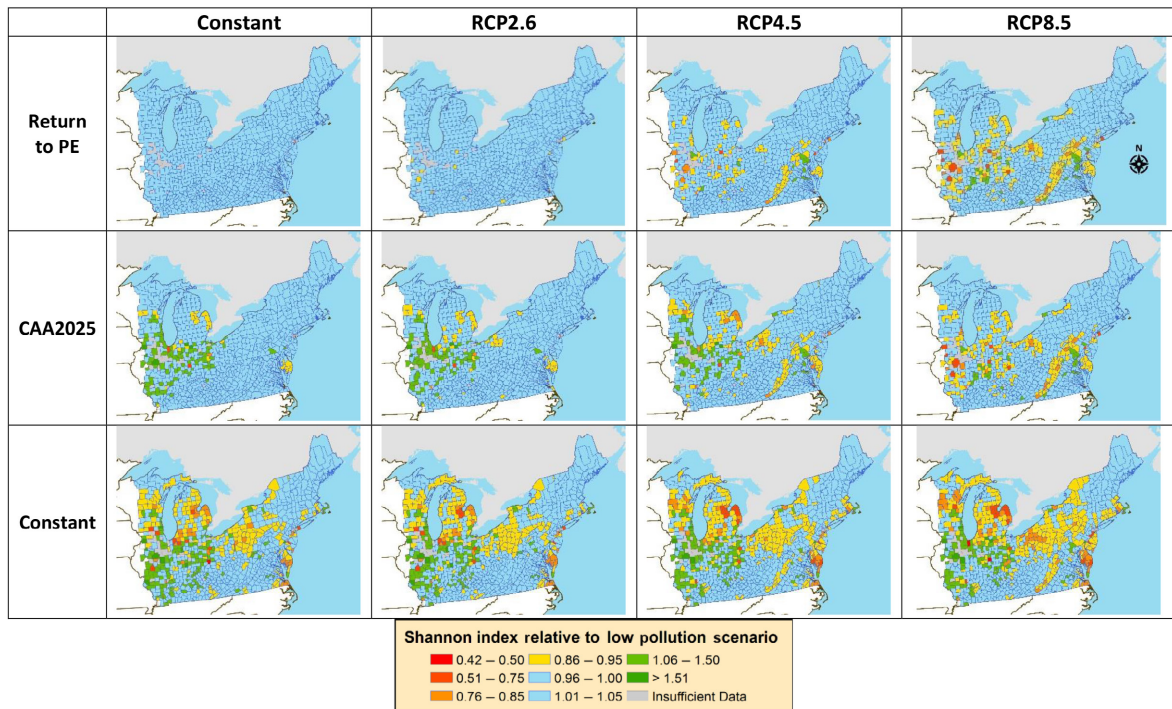 Constant RCP2.6 RCP4.5 RCP8.5
Return
to PE
N
CAA2025
Constant
Shannon index relative to low pollution scenario
0.42 – 0.50 0.86 – 0.95 1.06 – 1.50
0.51 – 0.75 0.96 – 1.00 > 1.51
0.76 – 0.85 1.01 – 1.05 Insufficient Data